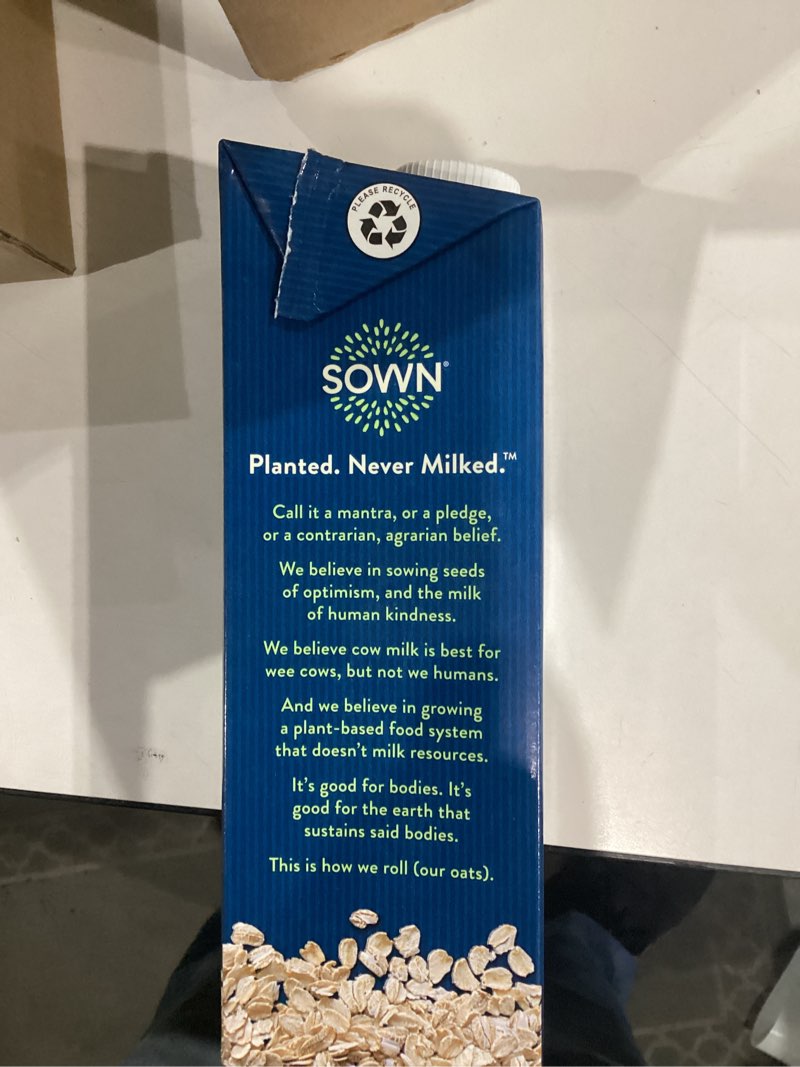 PLEASE RECYCLE
SOWN®
Planted. Never Milked.™
Call it a mantra, or a pledge,
or a contrarian, agrarian belief.
We believe in sowing seeds
of optimism, and the milk
of human kindness.
We believe cow milk is best for
wee cows, but not we humans.
And we believe in growing
a plant-based food system
that doesn't milk resources.
It's good for bodies. It's
good for the earth that
sustains said bodies.
This is how we roll (our oats).